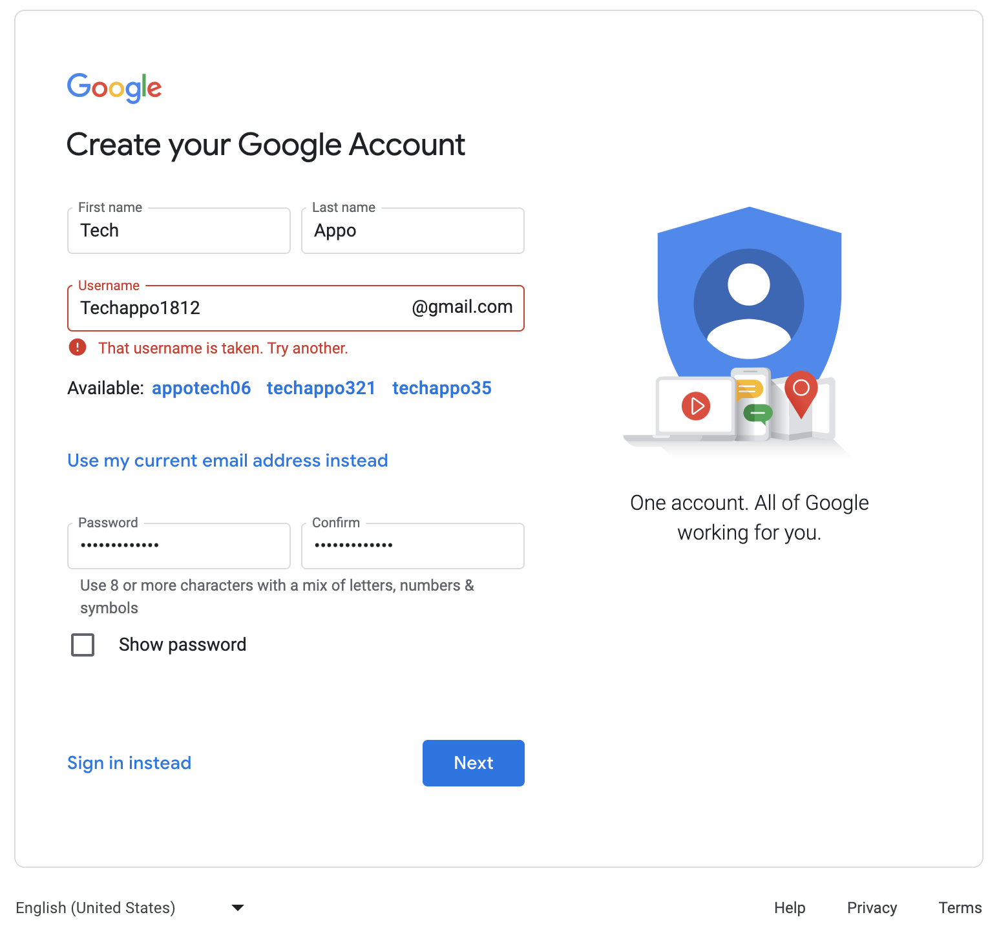 Google
Create your Google Account
First name
Tech
Last name
Appo
Username
Techappo1812
@gmail.com
That username is taken. Try another.
Available: appotech06 techappo321 techappo35
Use my current email address instead
Password
•••••••••••••
Confirm
•••••••••••••
Use 8 or more characters with a mix of letters, numbers &
symbols
Show password
Sign in instead
Next
One account. All of Google
working for you.
English (United States)
Help
Privacy
Terms